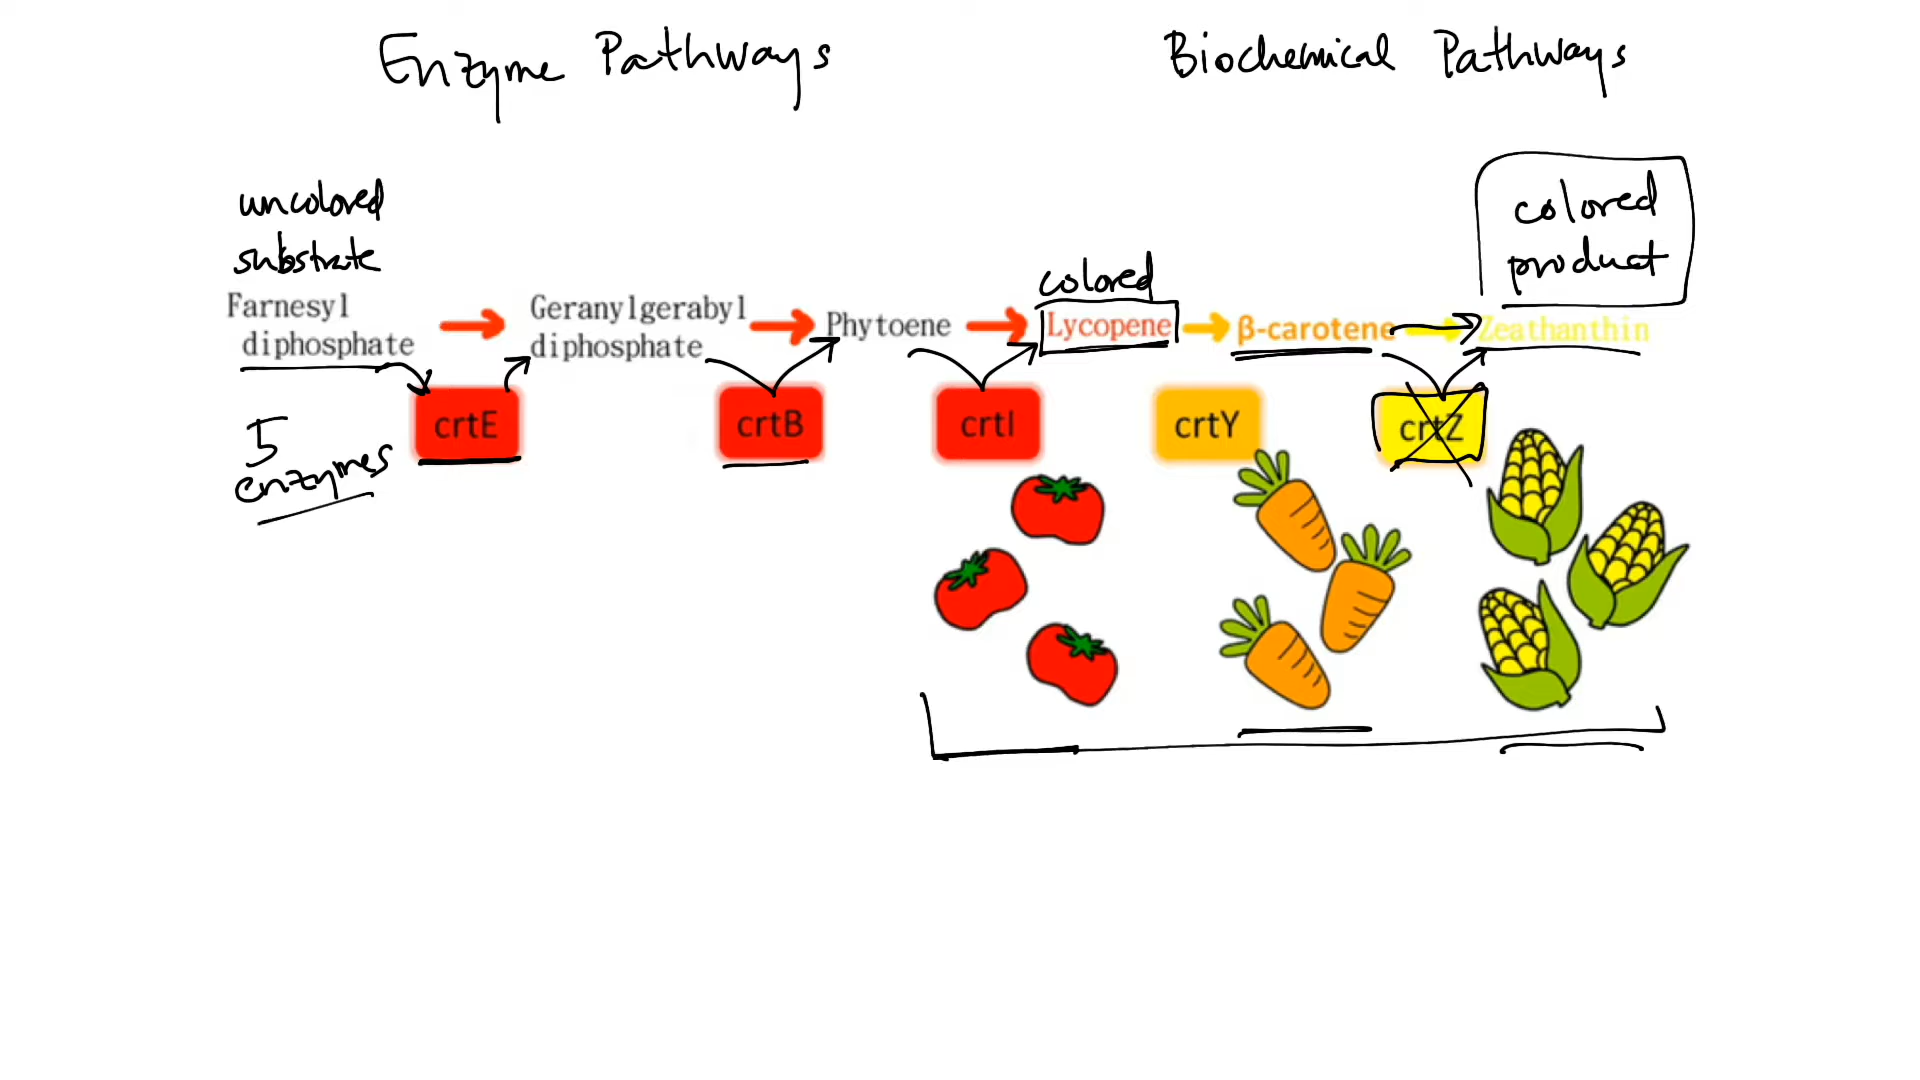 Enzyme Pathways
Biochemical Pathways
uncolored
substrate
colored
product
colored
Farnesyl
diphosphate
Geranylgerabyl
diphosphate
Phytoene
Lycopene
β-carotene
Zeathanthin
crtE
crtB
crtI
crtY
crtZ
5
enzymes